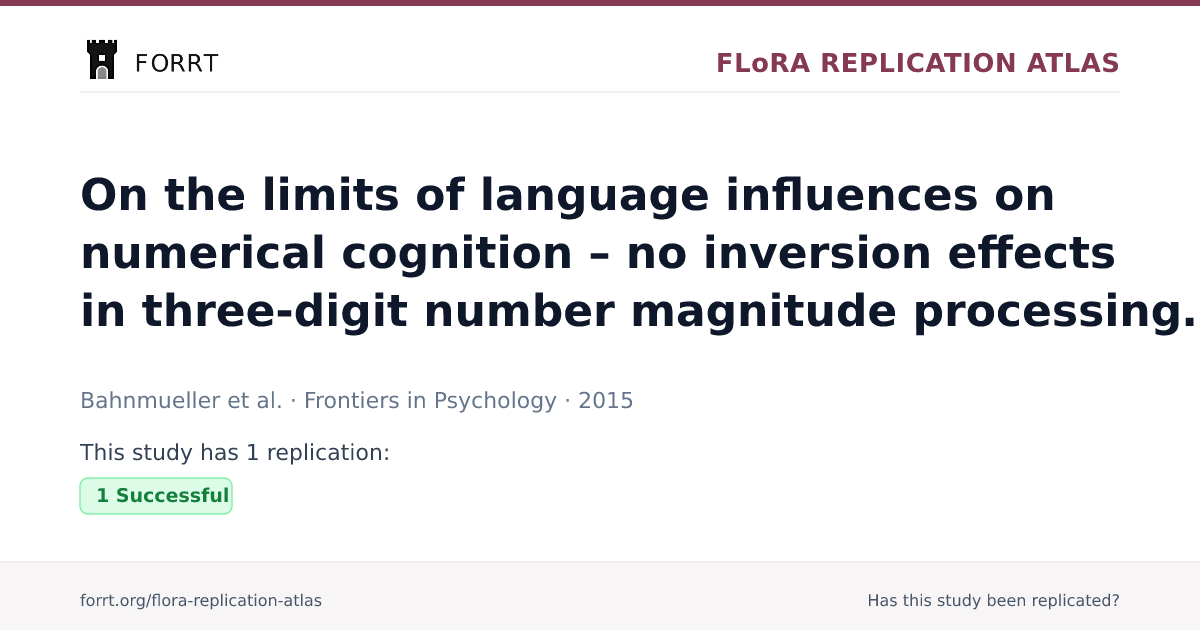 FORRT
FLoRA REPLICATION ATLAS
On the limits of language influences on
numerical cognition – no inversion effects
in three-digit number magnitude processing.
Bahnmueller et al. · Frontiers in Psychology · 2015
This study has 1 replication:
1 Successful
forrt.org/flora-replication-atlas
Has this study been replicated?